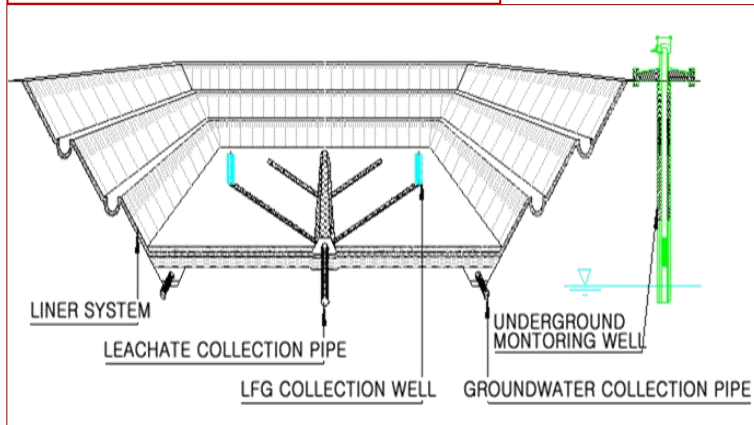 LINER SYSTEM
LEACHATE COLLECTION PIPE
LFG COLLECTION WELL
UNDERGROUND
MONTORING WELL
GROUNDWATER COLLECTION PIPE